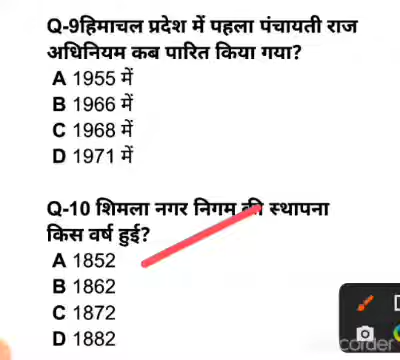 Q-9हिमाचल प्रदेश में पहला पंचायती राज
अधिनियम कब पारित किया गया?
A 1955 में
B 1966 में
C 1968 में
D 1971 में
Q-10 शिमला नगर निगम की स्थापना
किस वर्ष हुई?
A 1852
B 1862
C 1872
D 1882